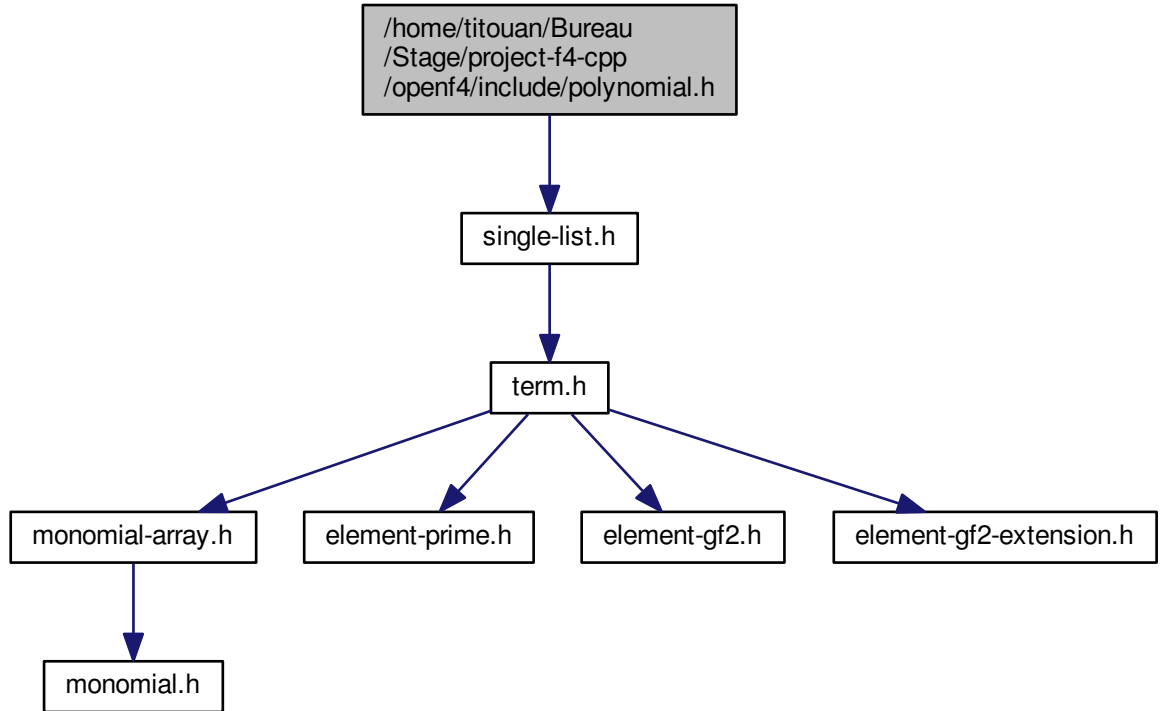 /home/titouan/Bureau
/Stage/project-f4-cpp
/openf4/include/polynomial.h
single-list.h
term.h
monomial-array.h
element-prime.h
element-gf2.h
element-gf2-extension.h
monomial.h